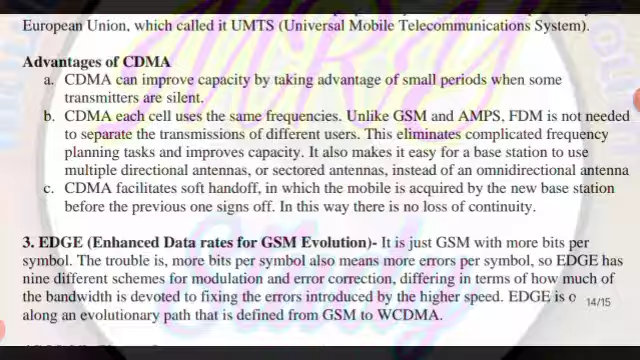 European Union, which called it UMTS (Universal Mobile Telecommunications System).
Advantages of CDMA
a. CDMA can improve capacity by taking advantage of small periods when some
transmitters are silent.
b. CDMA each cell uses the same frequencies. Unlike GSM and AMPS, FDM is not needed
to separate the transmissions of different users. This eliminates complicated frequency
planning tasks and improves capacity. It also makes it easy for a base station to use
multiple directional antennas, or sectored antennas, instead of an omnidirectional antenna
c. CDMA facilitates soft handoff, in which the mobile is acquired by the new base station
before the previous one signs off. In this way there is no loss of continuity.
3. EDGE (Enhanced Data rates for GSM Evolution)- It is just GSM with more bits per
symbol. The trouble is, more bits per symbol also means more errors per symbol, so EDGE has
nine different schemes for modulation and error correction, differing in terms of how much of
the bandwidth is devoted to fixing the errors introduced by the higher speed. EDGE is o
14/15
along an evolutionary path that is defined from GSM to WCDMA.